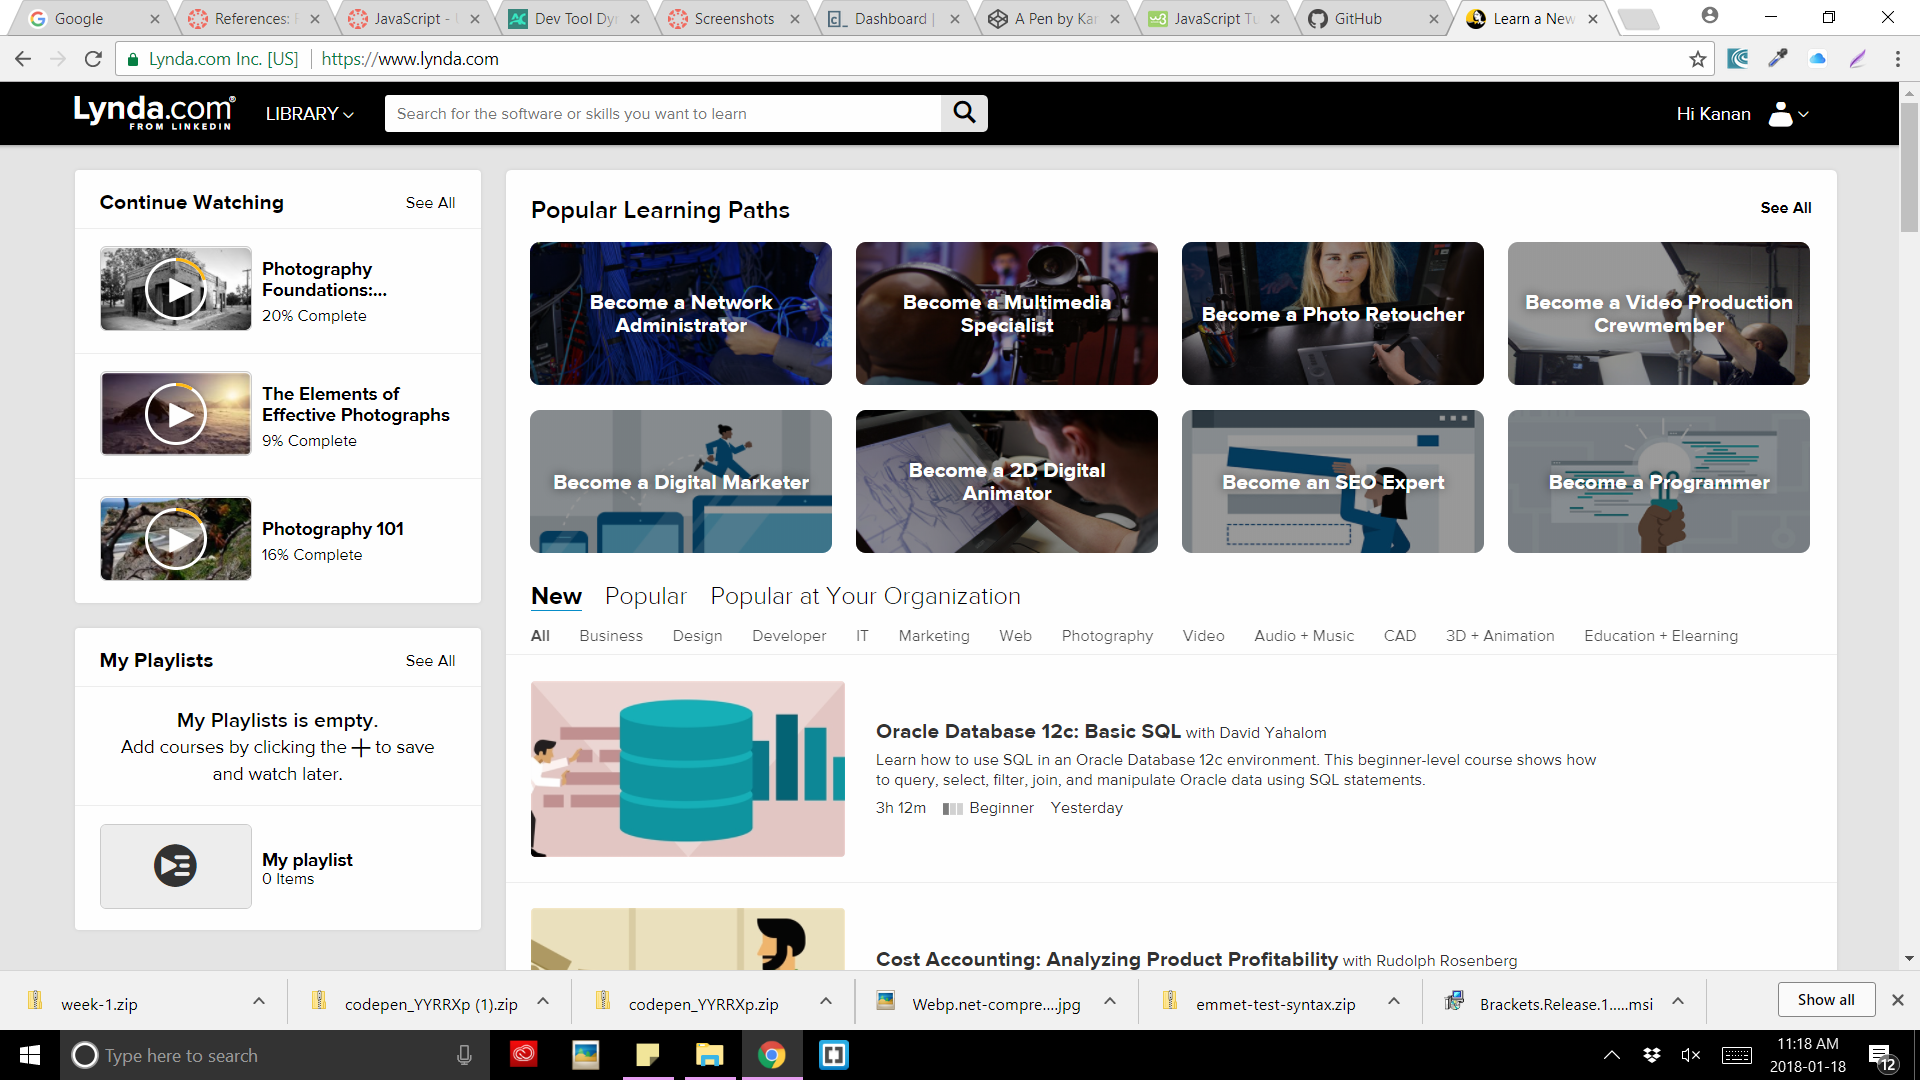 Google
References:
JavaScript -
Dev Tool Dy
Screenshots
Dashboard |
A Pen by Kar
JavaScript Tu
GitHub
Learn a New
Lynda.com Inc. [US]
https://www.lynda.com
Lynda.com®
FROM LINKEDIN
LIBRARY
Search for the software or skills you want to learn
Hi Kanan
Continue Watching
See All
Photography
Foundations:...
20% Complete
The Elements of
Effective Photographs
9% Complete
Photography 101
16% Complete
My Playlists
See All
My Playlists is empty.
Add courses by clicking the + to save
and watch later.
My playlist
0 Items
Popular Learning Paths
See All
Become a Network
Administrator
Become a Multimedia
Specialist
Become a Photo Retoucher
Become a Video Production
Crewmember
Become a Digital Marketer
Become a 2D Digital
Animator
Become an SEO Expert
Become a Programmer
New Popular Popular at Your Organization
All Business Design Developer IT Marketing Web Photography Video Audio + Music CAD 3D + Animation Education + Elearning
Oracle Database 12c: Basic SQL with David Yahalom
Learn how to use SQL in an Oracle Database 12c environment. This beginner-level course shows how
to query, select, filter, join, and manipulate Oracle data using SQL statements.
3h 12m Beginner Yesterday
Cost Accounting: Analyzing Product Profitability with Rudolph Rosenberg
week-1.zip
codepen_YYRRXp (1).zip
codepen_YYRRXp.zip
Webp.net-compre....jpg
emmet-test-syntax.zip
Brackets.Release.1.....msi
Show all
Type here to search
11:18 AM
2018-01-18
12